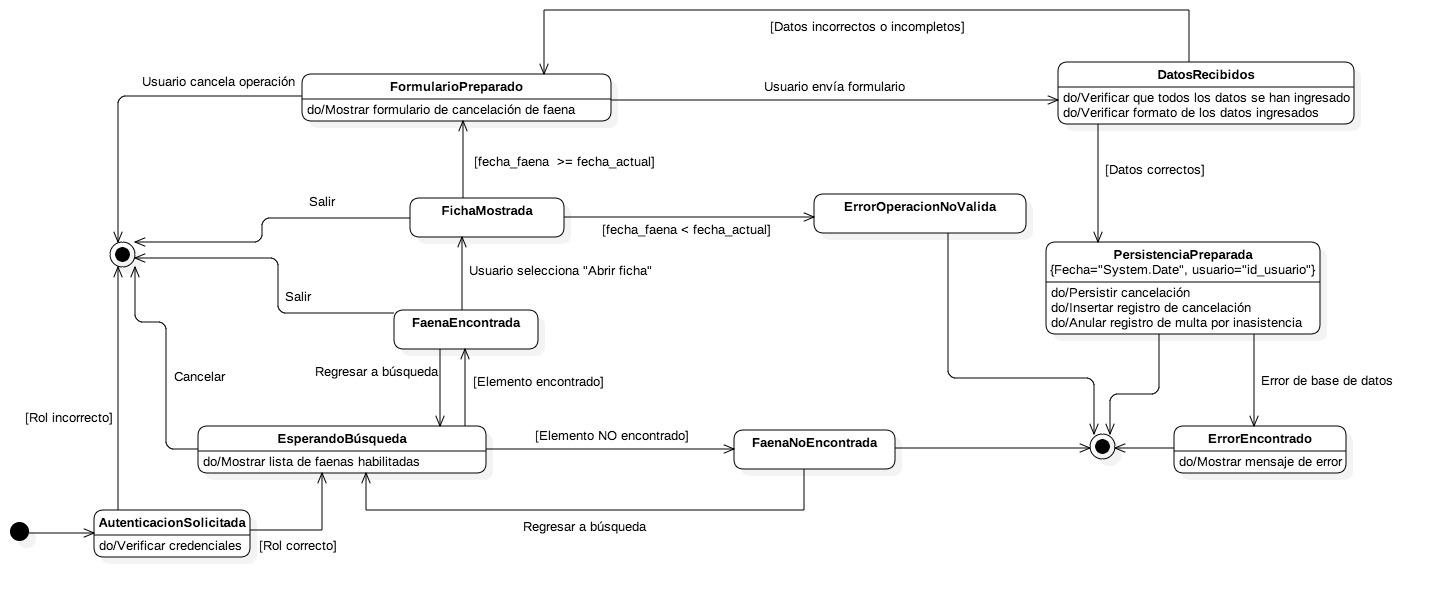 [Datos incorrectos o incompletos]
Usuario cancela operación
FormularioPreparado
do/Mostrar formulario de cancelación de faena
Usuario envía formulario
DatosRecibidos
do/Verificar que todos los datos se han ingresado
do/Verificar formato de los datos ingresados
[fecha_faena  >= fecha_actual]
[Datos correctos]
Salir
FichaMostrada
[fecha_faena < fecha_actual]
ErrorOperacionNoValida
PersistenciaPreparada
{Fecha="System.Date", usuario="id_usuario"}
do/Persistir cancelación
do/Insertar registro de cancelación
do/Anular registro de multa por inasistencia
Usuario selecciona "Abrir ficha"
Salir
FaenaEncontrada
Regresar a búsqueda
[Elemento encontrado]
Cancelar
Error de base de datos
[Rol incorrecto]
EsperandoBúsqueda
do/Mostrar lista de faenas habilitadas
[Elemento NO encontrado]
FaenaNoEncontrada
ErrorEncontrado
do/Mostrar mensaje de error
Regresar a búsqueda
AutenticacionSolicitada
do/Verificar credenciales
[Rol correcto]